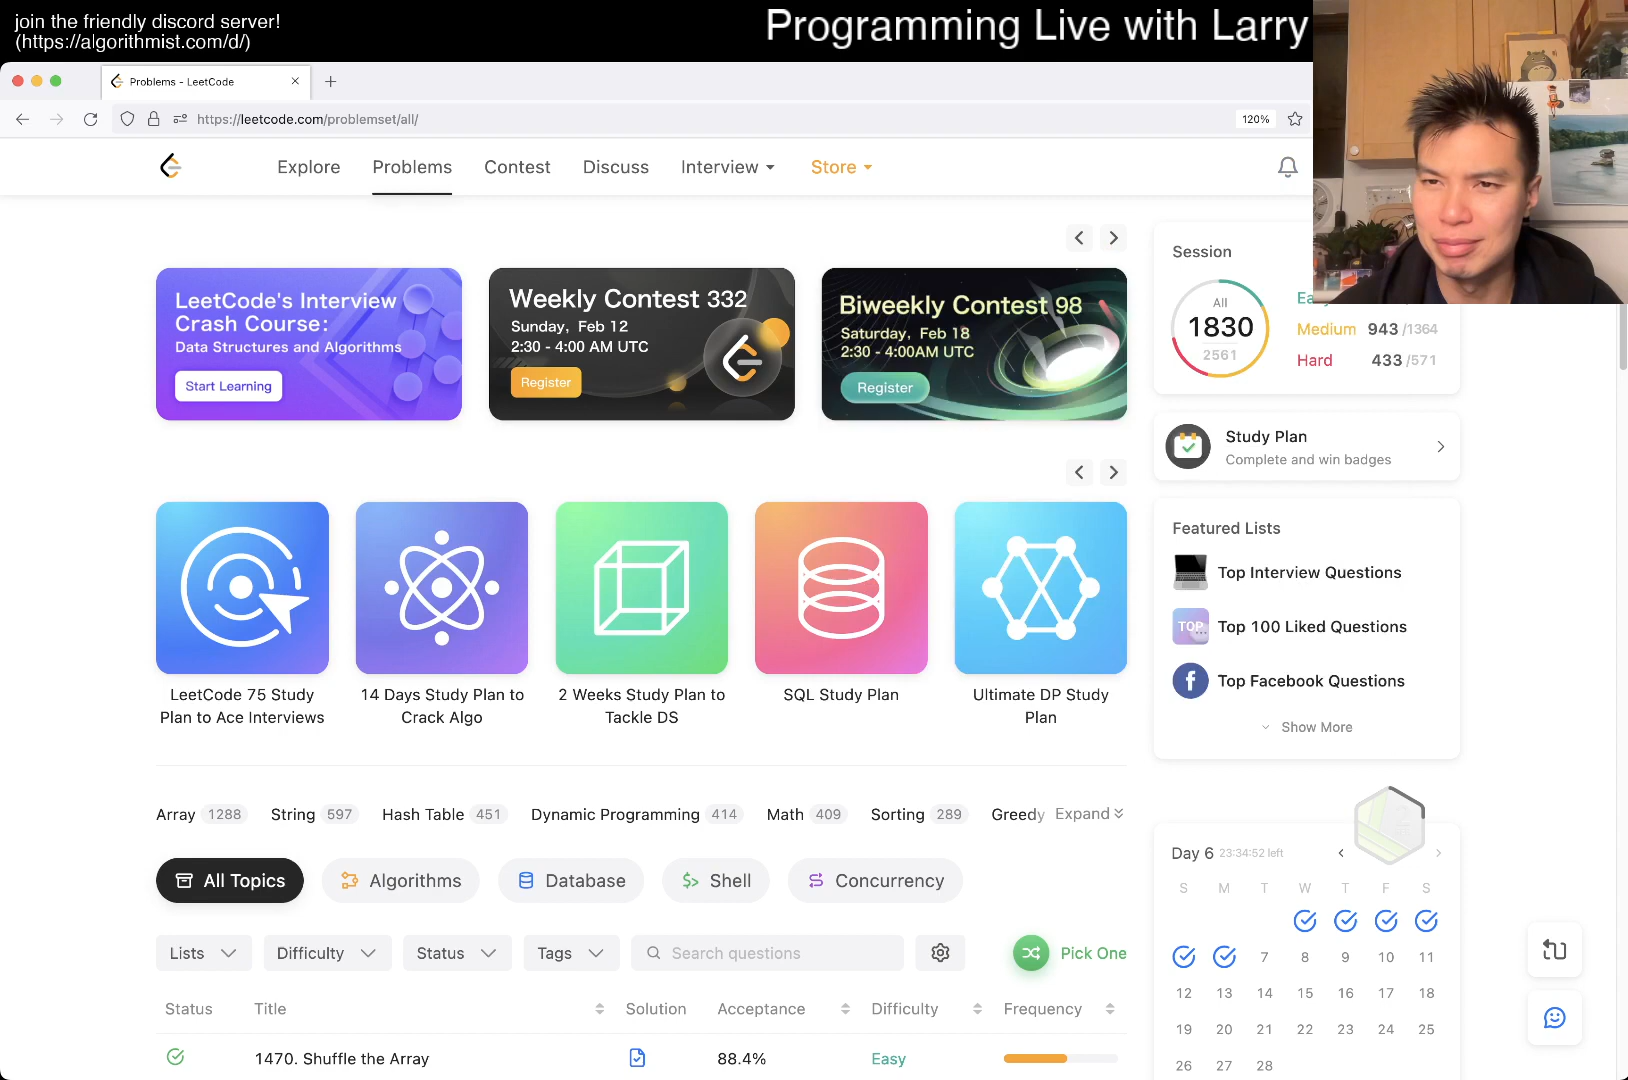 join the friendly discord server!
(https://algorithmist.com/d/)
Programming Live with Larry
Problems - LeetCode
https://leetcode.com/problemset/all/
120%
Explore
Problems
Contest
Discuss
Interview
Store
LeetCode's Interview
Crash Course:
Data Structures and Algorithms
Start Learning
Weekly Contest 332
Sunday, Feb 12
2:30 - 4:00 AM UTC
Register
Biweekly Contest 98
Saturday, Feb 18
2:30 - 4:00AM UTC
Register
Session
All
1830
2561
Medium 943 /1364
Hard 433 /571
Study Plan
Complete and win badges
LeetCode 75 Study
Plan to Ace Interviews
14 Days Study Plan to
Crack Algo
2 Weeks Study Plan to
Tackle DS
SQL Study Plan
Ultimate DP Study
Plan
Featured Lists
Top Interview Questions
TOP
Top 100 Liked Questions
Top Facebook Questions
Show More
Array 1288
String 597
Hash Table 451
Dynamic Programming 414
Math 409
Sorting 289
Greedy
Expand
All Topics
Algorithms
Database
Shell
Concurrency
Lists
Difficulty
Status
Tags
Search questions
Pick One
Status Title Solution Acceptance Difficulty Frequency
1470. Shuffle the Array 88.4% Easy
Day 6 23:34:52 left
S M T W T F S
7 8 9 10 11
12 13 14 15 16 17 18
19 20 21 22 23 24 25
26 27 28